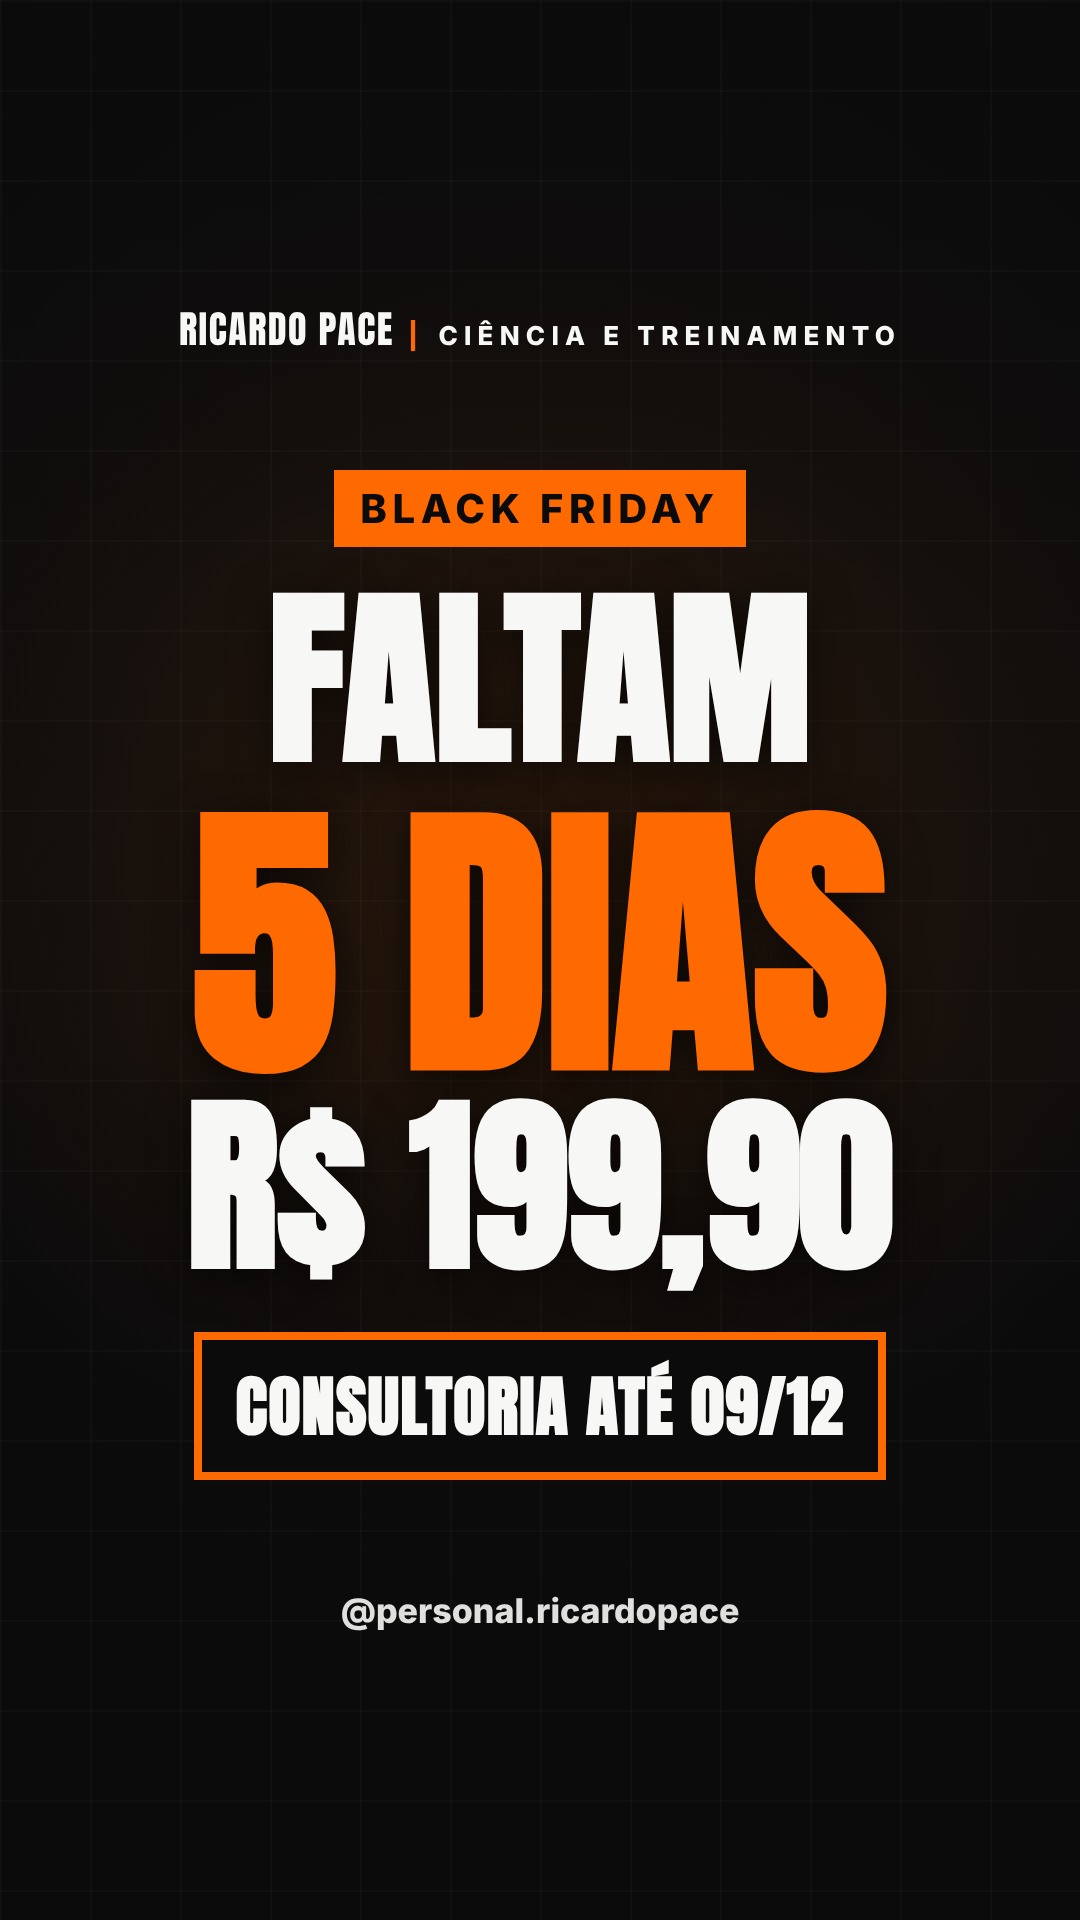 RICARDO PACE | CIÊNCIA E TREINAMENTO
BLACK FRIDAY
FALTAM
5 DIAS
R$ 199,90
CONSULTORIA ATÉ 09/12
@personal.ricardopace